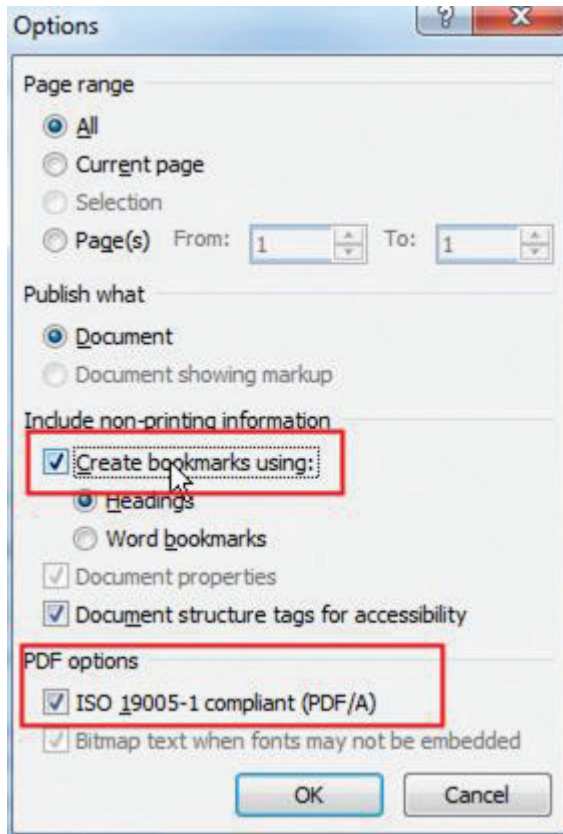 Options
Page range
All
Current page
Selection
Page(s) From: 1 To: 1
Publish what
Document
Document showing markup
Include non-printing information
Create bookmarks using:
Headings
Word bookmarks
Document properties
Document structure tags for accessibility
PDF options
ISO 19005-1 compliant (PDF/A)
Bitmap text when fonts may not be embedded
OK Cancel